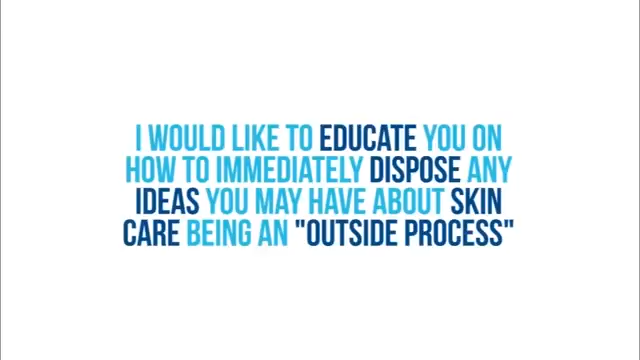 I WOULD LIKE TO EDUCATE YOU ON
HOW TO IMMEDIATELY DISPOSE ANY
IDEAS YOU MAY HAVE ABOUT SKIN
CARE BEING AN "OUTSIDE PROCESS"